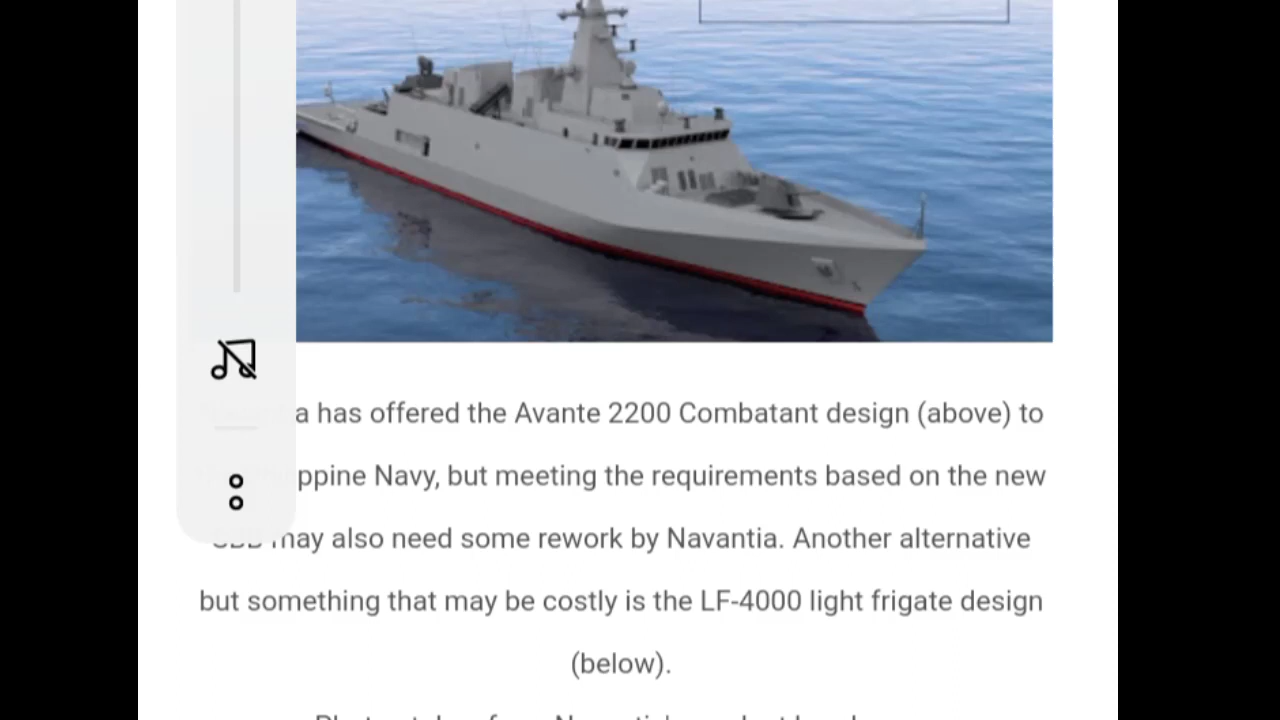 has offered the Avante 2200 Combatant design (above) to
Navy, but meeting the requirements based on the new
may also need some rework by Navantia. Another alternative
but something that may be costly is the LF-4000 light frigate design
(below).